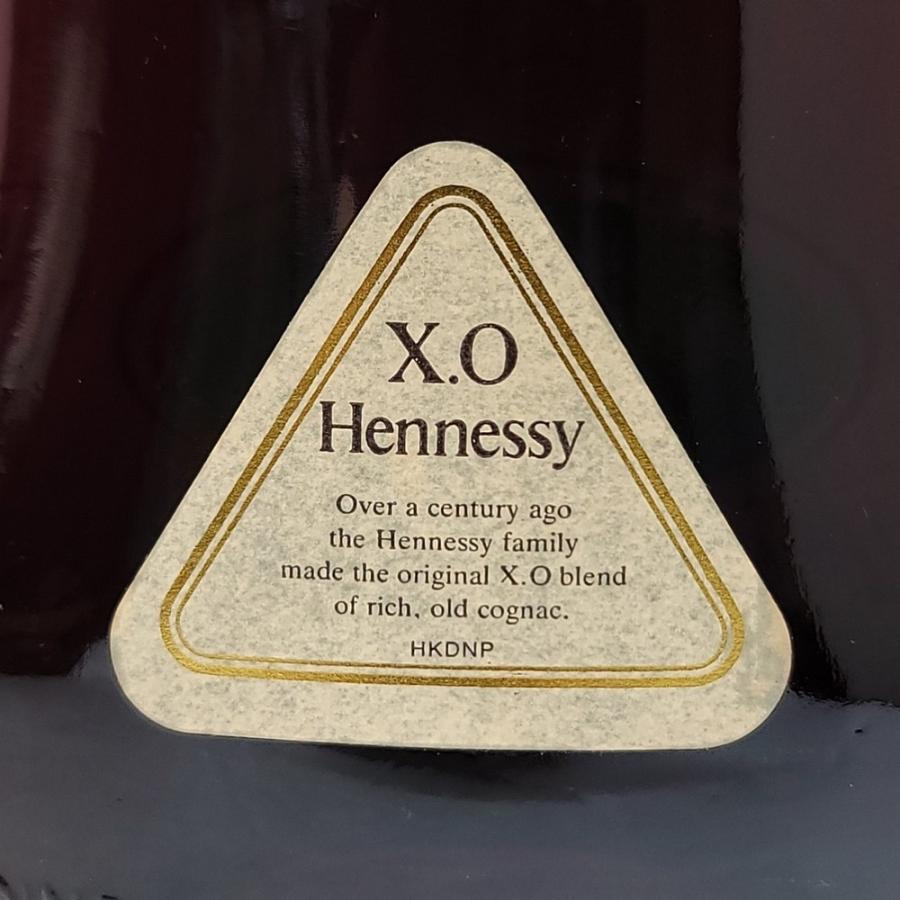 X.O
Hennessy
Over a century ago
the Hennessy family
made the original X.O blend
of rich, old cognac.
HKDNP